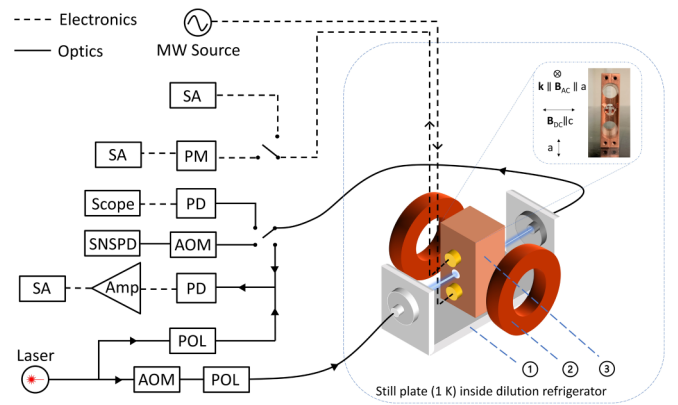 Electronics
Optics
MW Source
SA
SA
PM
Scope
PD
SNSPD
AOM
SA
Amp
PD
POL
Laser
AOM
POL
⊗
k ∥ B_AC ∥ a
B_DC∥c
a
① ② ③
Still plate (1 K) inside dilution refrigerator